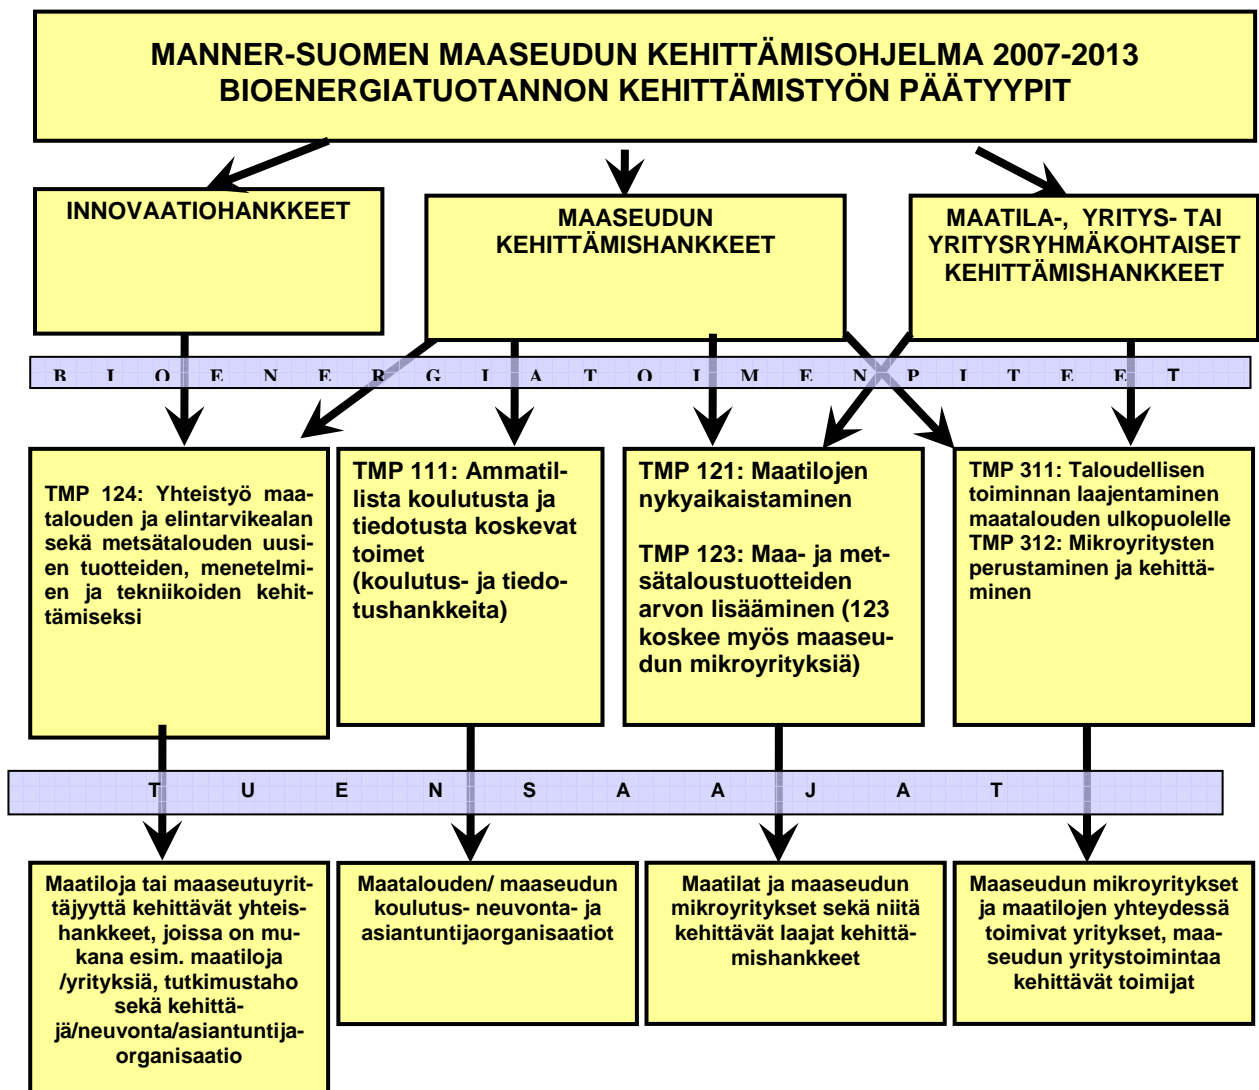 MANNER-SUOMEN MAASEUDUN KEHITTÄMISOHJELMA 2007-2013
BIOENERGIATUOTANNON KEHITTÄMISTYÖN PÄÄTYYPIT
INNOVAATIOHANKKEET
MAASEUDUN
KEHITTÄMISHANKKEET
MAATILA-, YRITYS- TAI
YRITYSRYHMÄKOHTAISET
KEHITTÄMISHANKKEET
B I O E N E R G I A T O I M E N P I T E E T
TMP 124: Yhteistyö maa-
talouden ja elintarvikealan
sekä metsätalouden uusi-
en tuotteiden, menetelmi-
en ja tekniikoiden kehit-
tämiseksi
TMP 111: Ammatil-
lista koulutusta ja
tiedotusta koskevat
toimet
(koulutus- ja tiedo-
tushankkeita)
TMP 121: Maatilojen
nykyaikaistaminen
TMP 123: Maa- ja met-
sätaloustuotteiden
arvon lisääminen (123
koskee myös maaseu-
dun mikroyrityksiä)
TMP 311: Taloudellisen
toiminnan laajentaminen
maatalouden ulkopuolelle
TMP 312: Mikroyritysten
perustaminen ja kehittä-
minen
T U E N S A A J A T
Maatiloja tai maaseutuyrit-
täjyyttä kehittävät yhteis-
hankkeet, joissa on mu-
kana esim. maatiloja
/yrityksiä, tutkimustaho
sekä kehittä-
jä/neuvonta/asiantuntija-
organisaatio
Maatalouden/ maaseudun
koulutus- neuvonta- ja
asiantuntijaorganisaatiot
Maatilat ja maaseudun
mikroyritykset sekä niitä
kehittävät laajat kehittä-
mishankkeet
Maaseudun mikroyritykset
ja maatilojen yhteydessä
toimivat yritykset, maa-
seudun yritystoimintaa
kehittävät toimijat